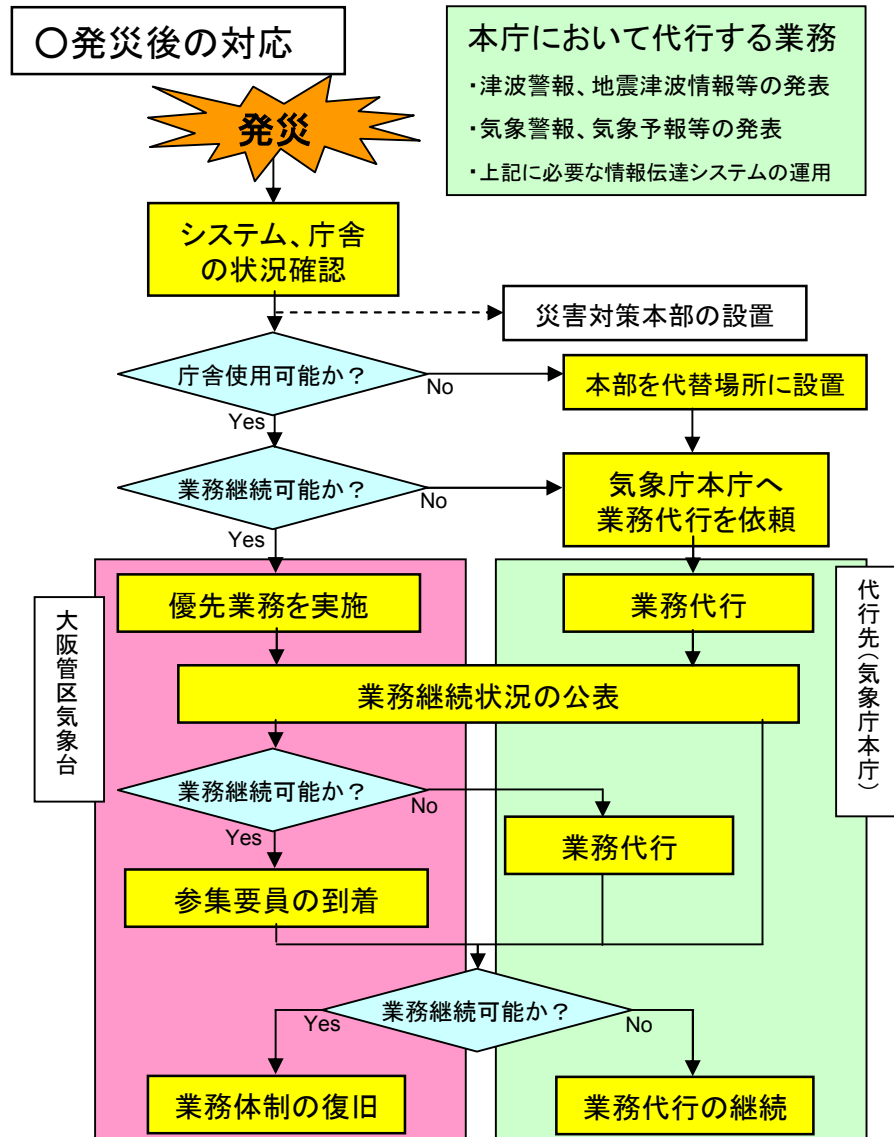 〇発災後の対応
本庁において代行する業務
・津波警報、地震津波情報等の発表
・気象警報、気象予報等の発表
・上記に必要な情報伝達システムの運用
発災
システム、庁舎
の状況確認
災害対策本部の設置
庁舎使用可能か？
No
本部を代替場所に設置
Yes
業務継続可能か？
No
気象庁本庁へ
業務代行を依頼
Yes
大阪管区気象台
優先業務を実施
業務代行
代行先（気象庁本庁）
業務継続状況の公表
業務継続可能か？
No
業務代行
Yes
参集要員の到着
業務継続可能か？
Yes
No
業務体制の復旧
業務代行の継続